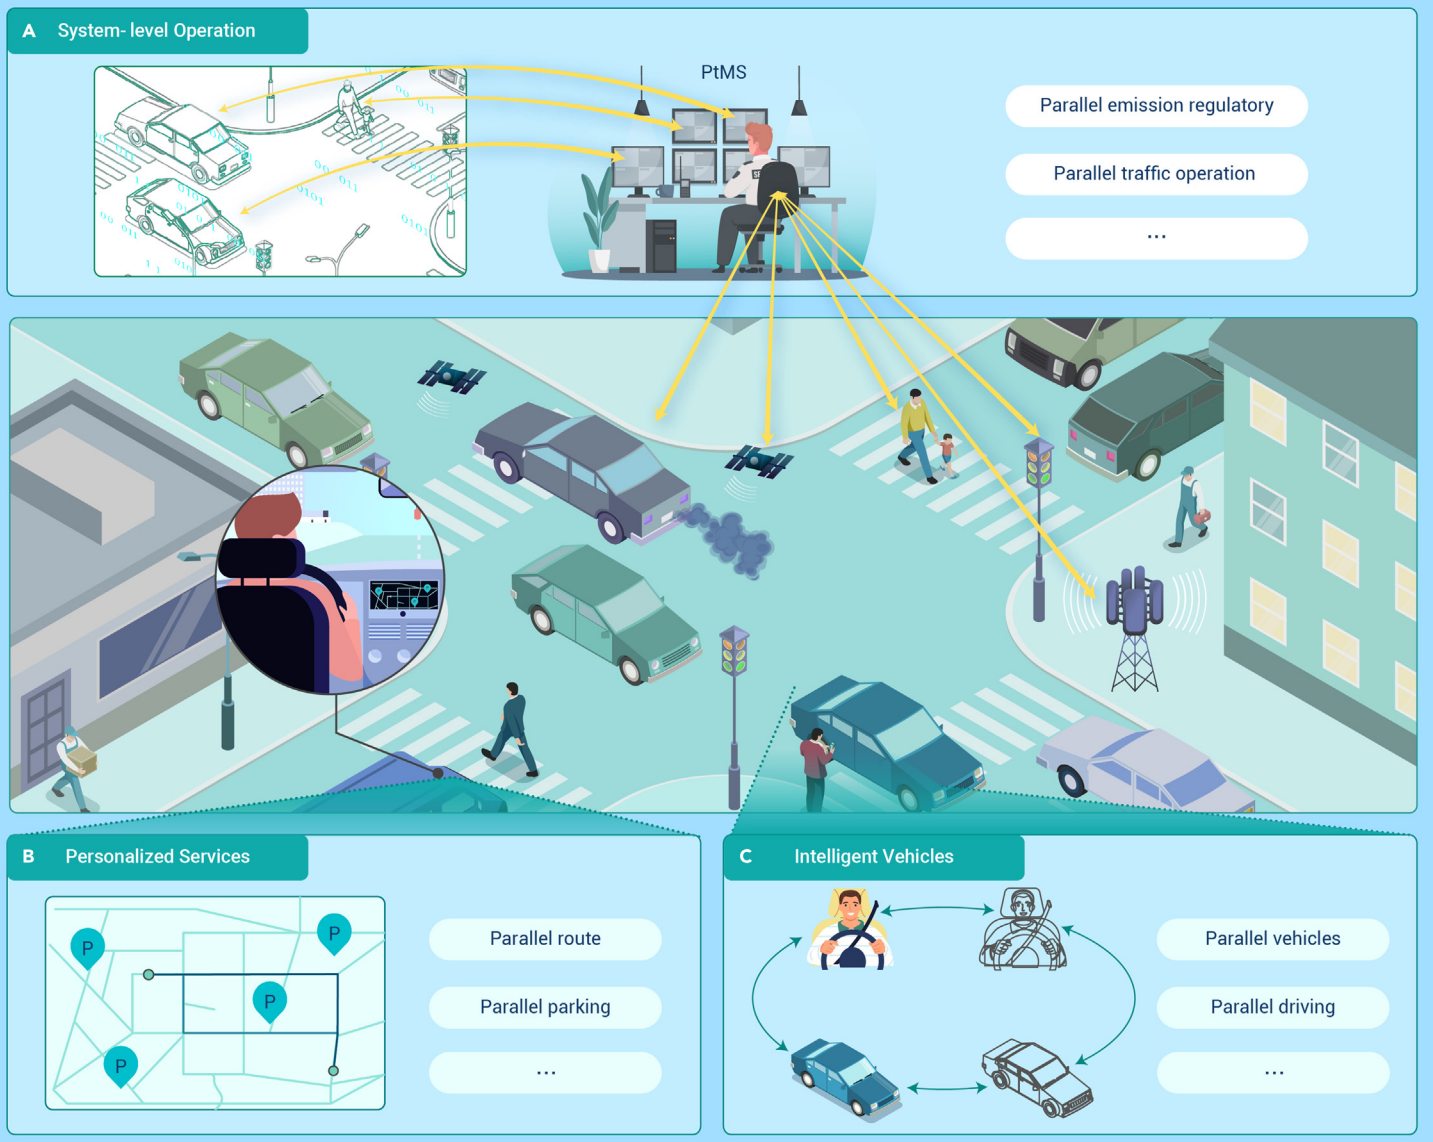 A System- level Operation
PtMS
Parallel emission regulatory
Parallel traffic operation
...
B Personalized Services
P
P
P
P
Parallel route
Parallel parking
...
C Intelligent Vehicles
Parallel vehicles
Parallel driving
...